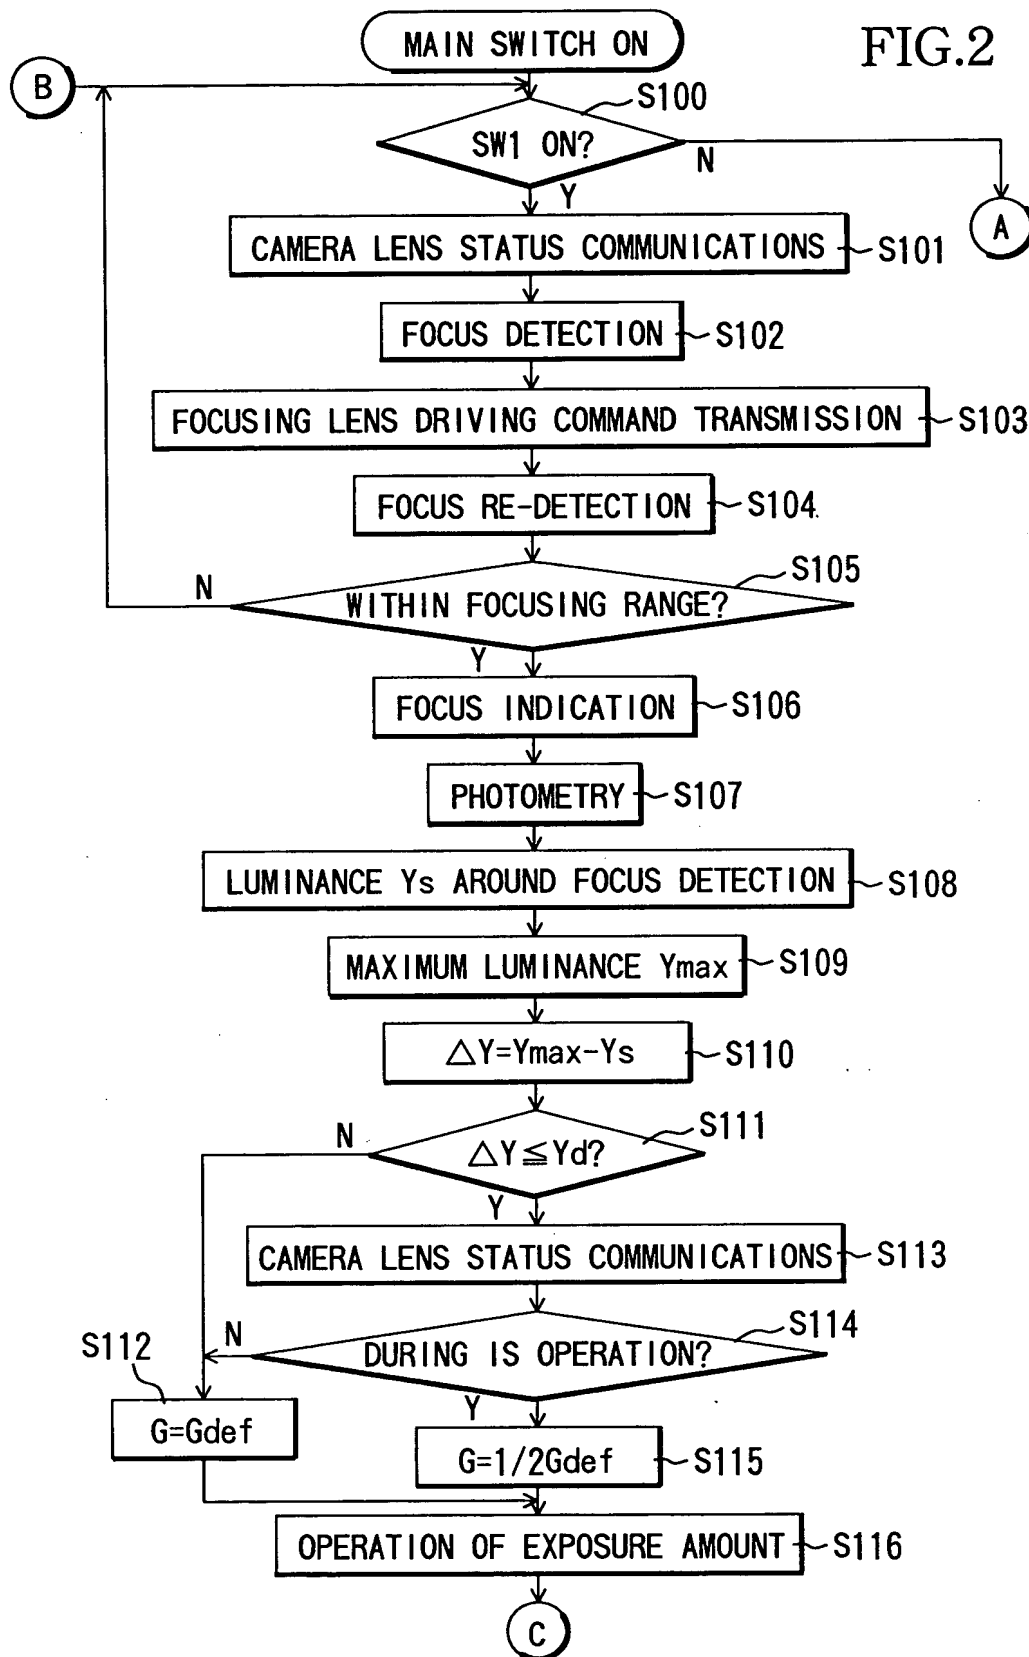 FIG.2
MAIN SWITCH ON
B
S100
SW1 ON?
N
Y
A
CAMERA LENS STATUS COMMUNICATIONS
S101
FOCUS DETECTION
S102
FOCUSING LENS DRIVING COMMAND TRANSMISSION
S103
FOCUS RE-DETECTION
S104
S105
N
WITHIN FOCUSING RANGE?
Y
FOCUS INDICATION
S106
PHOTOMETRY
S107
LUMINANCE Ys AROUND FOCUS DETECTION
S108
MAXIMUM LUMINANCE Ymax
S109
△Y=Ymax-Ys
S110
S111
N
△Y≦Yd?
Y
CAMERA LENS STATUS COMMUNICATIONS
S113
S114
N
DURING IS OPERATION?
S112
Y
G=Gdef
G=1/2Gdef
S115
OPERATION OF EXPOSURE AMOUNT
S116
C